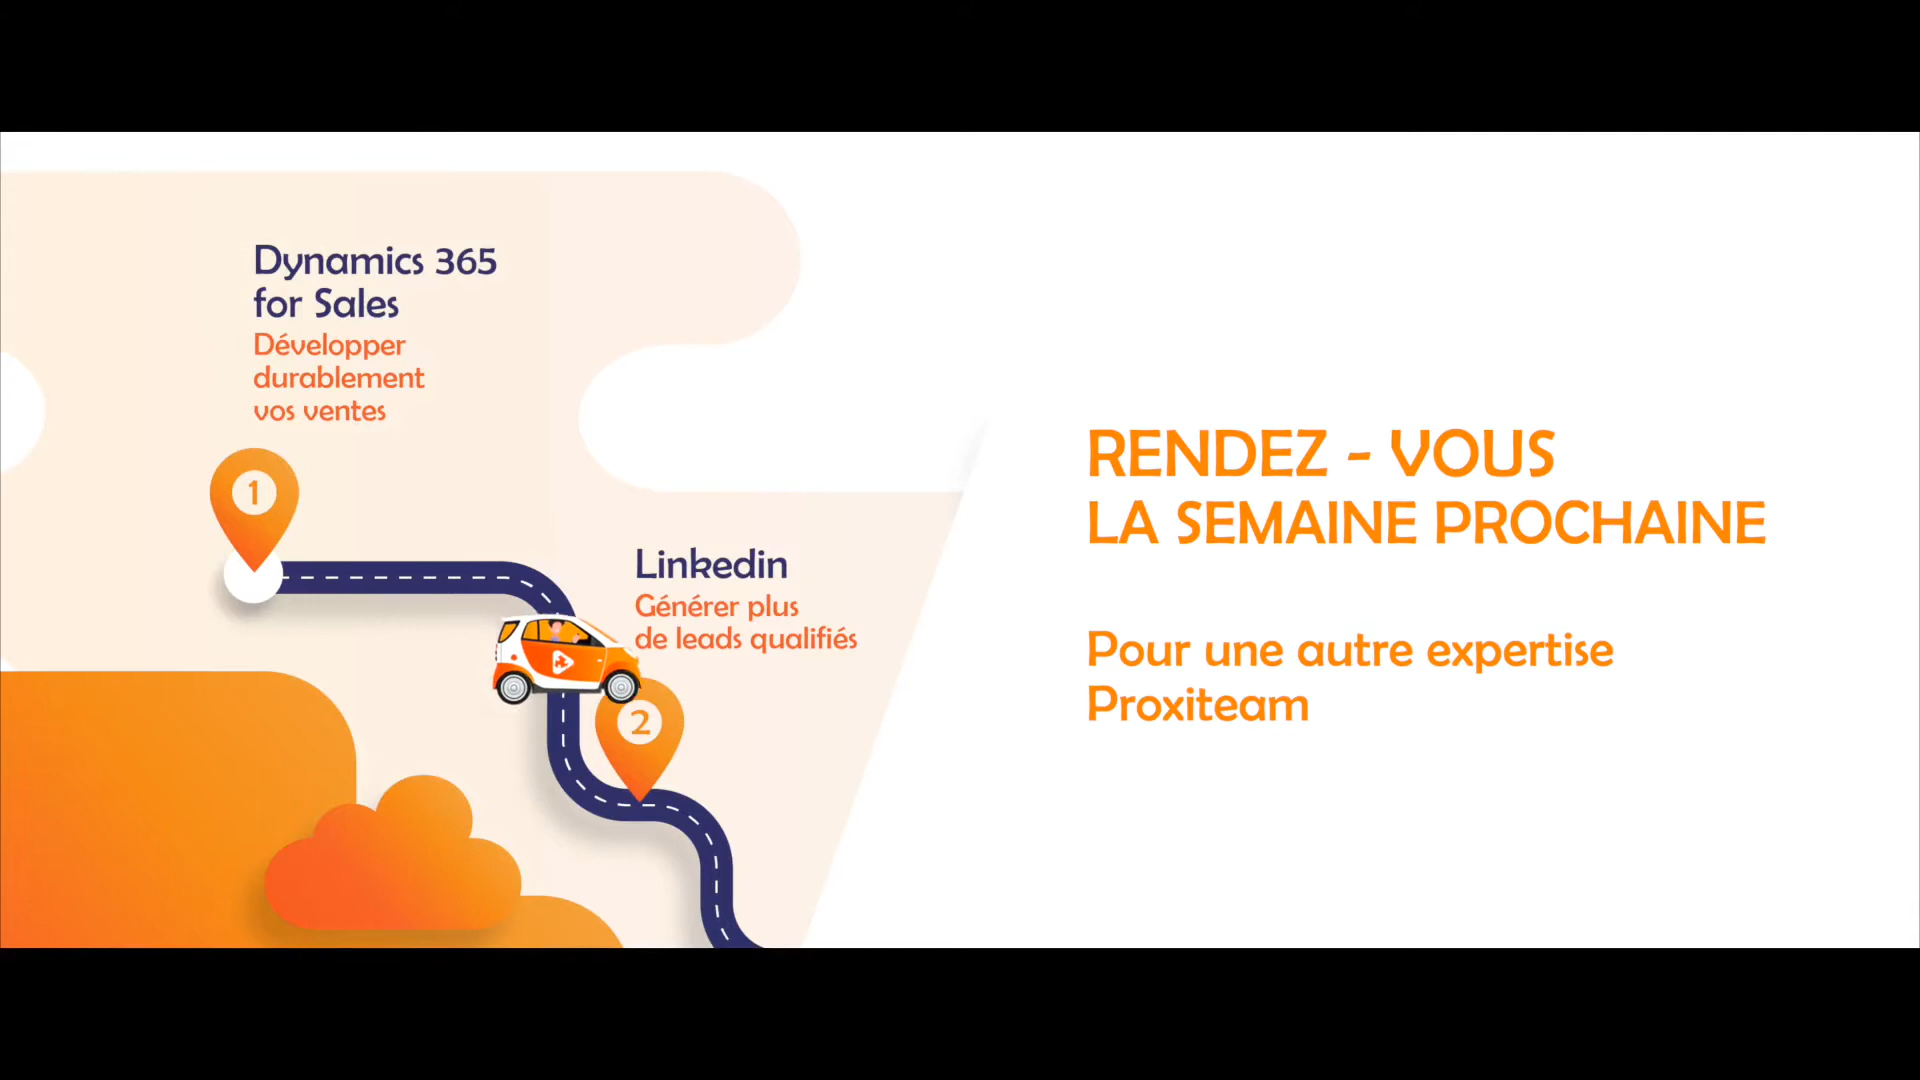 Dynamics 365
for Sales
Développer
durablement
vos ventes
1
Linkedin
Générer plus
de leads qualifiés
2
RENDEZ - VOUS
LA SEMAINE PROCHAINE
Pour une autre expertise
Proxiteam